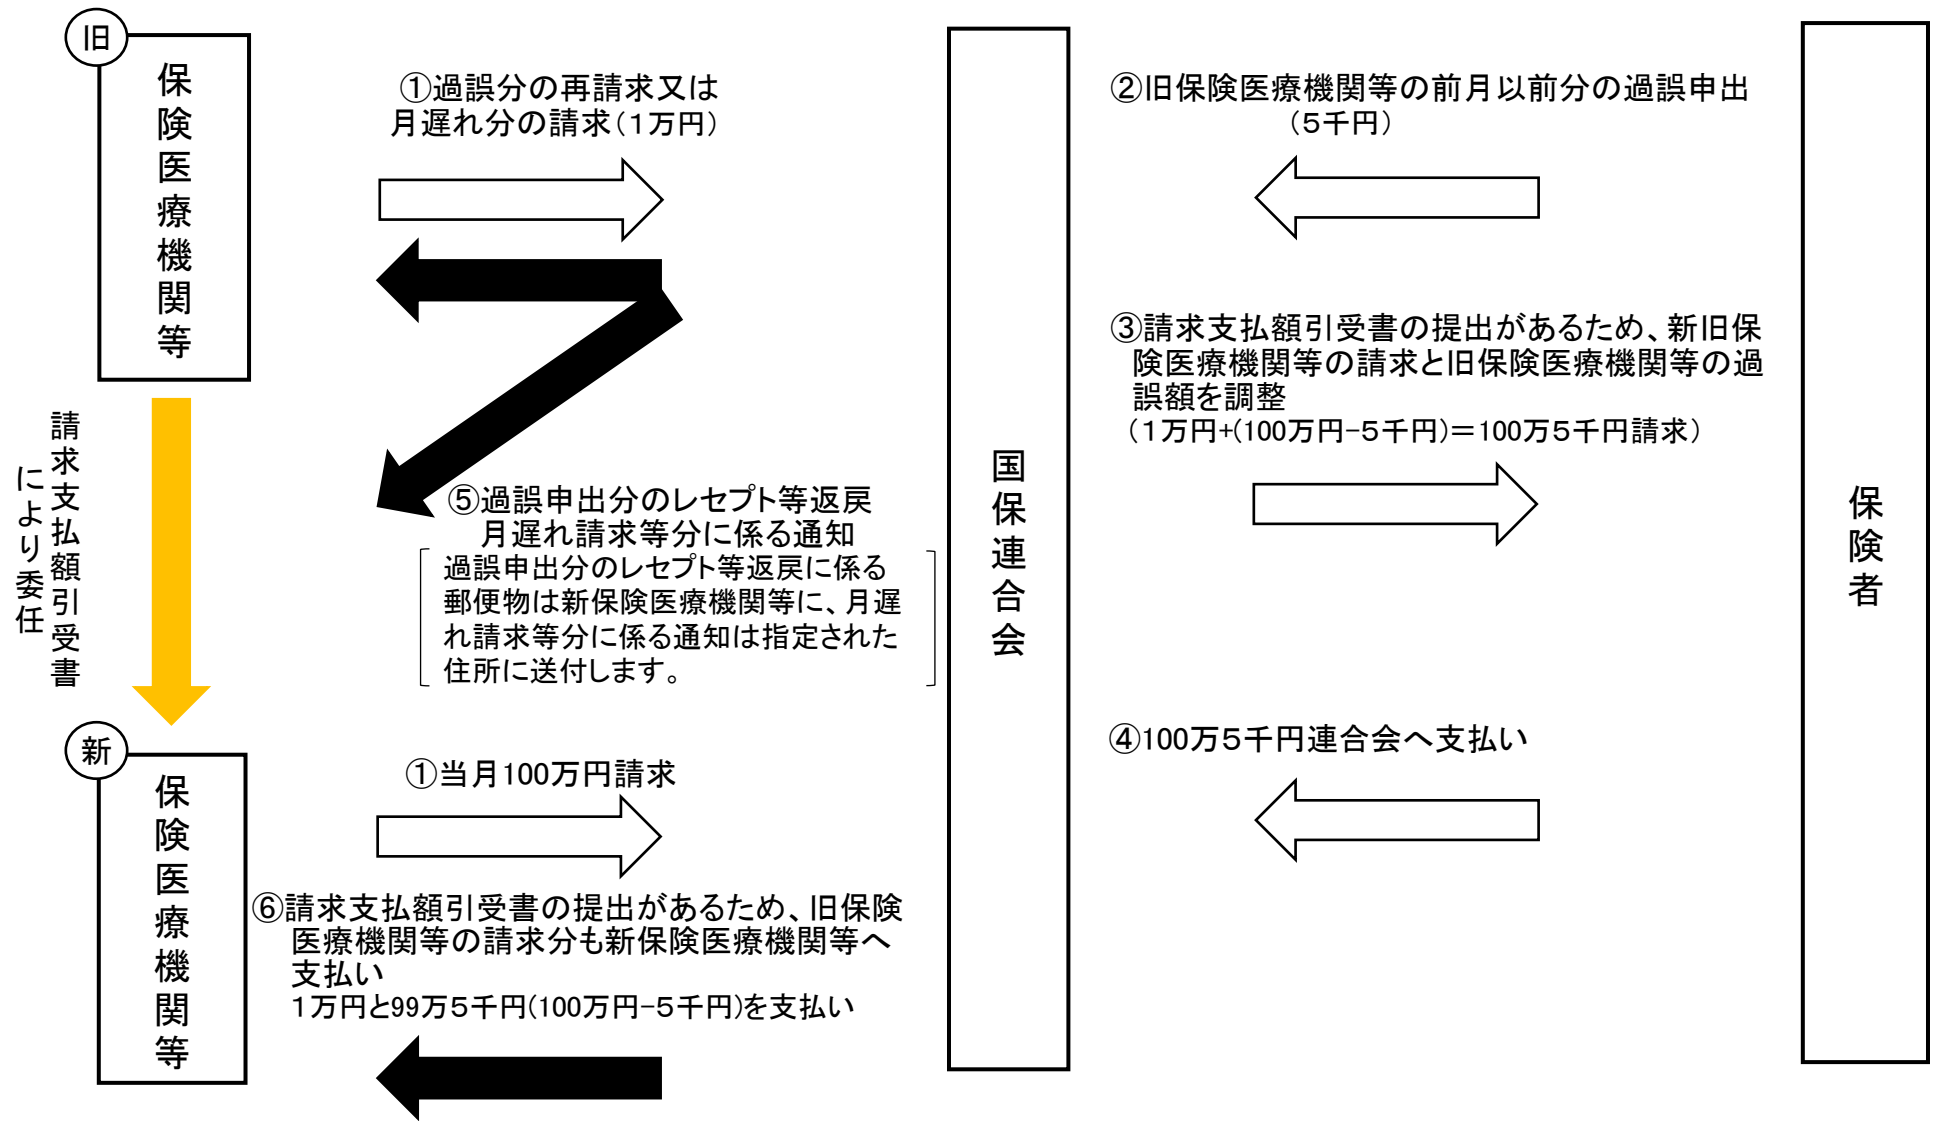 旧
保険医療機関等
①過誤分の再請求又は
月遅れ分の請求（１万円）
②旧保険医療機関等の前月以前分の過誤申出
（５千円）
③請求支払額引受書の提出があるため、新旧保
険医療機関等の請求と旧保険医療機関等の過
誤額を調整
（１万円+(100万円-５千円)＝100万５千円請求）
請求支払額引受書
により委任
国保連合会
保険者
⑤過誤申出分のレセプト等返戻
月遅れ請求等分に係る通知
過誤申出分のレセプト等返戻に係る
郵便物は新保険医療機関等に、月遅
れ請求等分に係る通知は指定された
住所に送付します。
④100万５千円連合会へ支払い
新
保険医療機関等
①当月100万円請求
⑥請求支払額引受書の提出があるため、旧保険
医療機関等の請求分も新保険医療機関等へ
支払い
１万円と99万５千円(100万円-５千円)を支払い